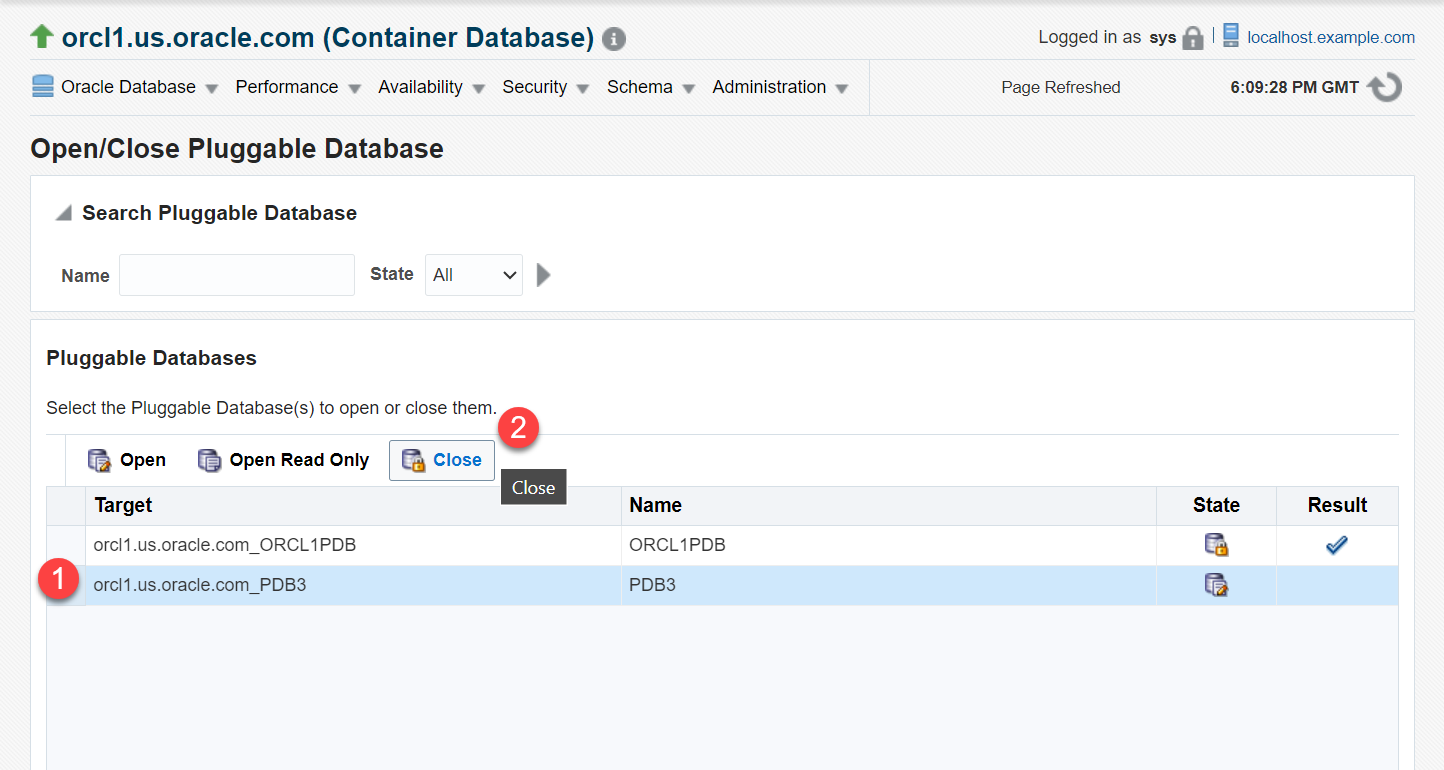 orcl1.us.oracle.com (Container Database) i Logged in as sys localhost.example.com
Oracle Database Performance Availability Security Schema Administration Page Refreshed 6:09:28 PM GMT
Open/Close Pluggable Database
Search Pluggable Database
Name State All
Pluggable Databases
Select the Pluggable Database(s) to open or close them.
2
Open Open Read Only Close
Close
Target Name State Result
orcl1.us.oracle.com_ORCL1PDB ORCL1PDB
1 orcl1.us.oracle.com_PDB3 PDB3